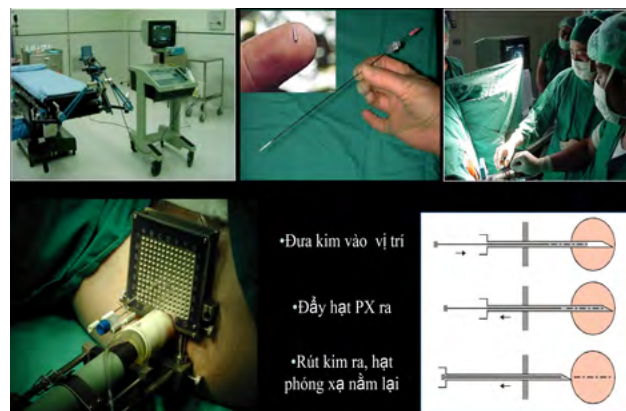 •Đưa kim vào vị trí
•Đẩy hạt PX ra
•Rút kim ra, hạt
phóng xạ nằm lại